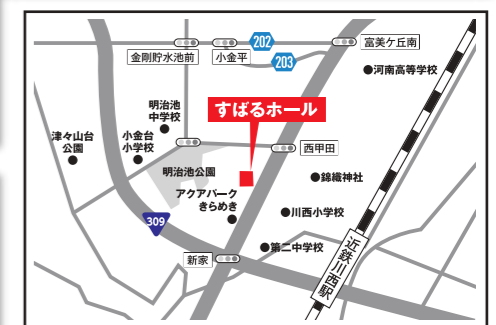 202
富美ケ丘南
金剛貯水池前
小金平
203
河南高等学校
明治池
中学校
すばるホール
津々山台
公園
小金台
小学校
西甲田
明治池公園
錦織神社
アクアパーク
きらめき
川西小学校
309
第二中学校
新家
近鉄川西駅